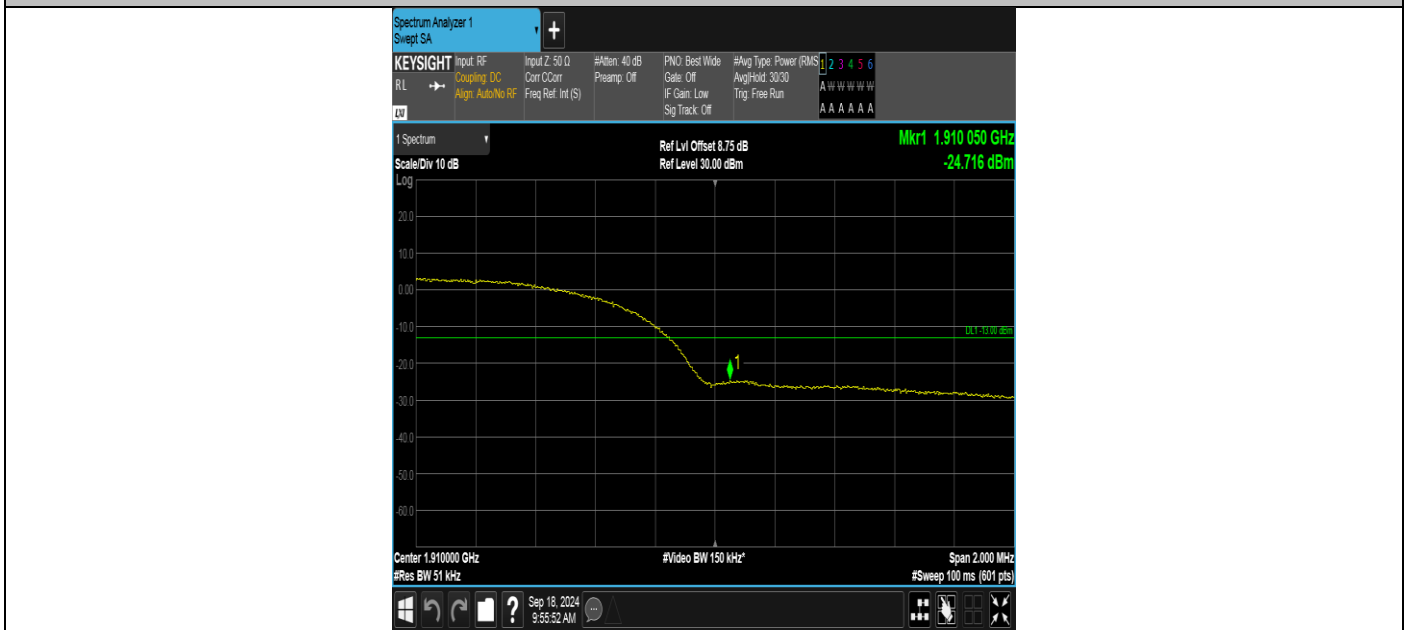 Spectrum Analyzer 1
Swept SA
+
KEYSIGHT
RL
LXI
Input: RF
Coupling: DC
Align: Auto/No RF
Input Z: 50 Ω
Corr CCorr
Freq Ref: Int (S)
#Atten: 40 dB
Preamp: Off
PNO: Best Wide
Gate: Off
IF Gain: Low
Sig Track: Off
#Avg Type: Power (RMS
Avg|Hold: 30/30
Trig: Free Run
1 2 3 4 5 6
A W W W W W
A A A A A A
1 Spectrum
Scale/Div 10 dB
Ref Lvl Offset 8.75 dB
Ref Level 30.00 dBm
Mkr1 1.910 050 GHz
-24.716 dBm
Log
20.0
10.0
0.00
-10.0
DL1 -13.00 dBm
-20.0
1
-30.0
-40.0
-50.0
-60.0
Center 1.910000 GHz
#Video BW 150 kHz*
Span 2.000 MHz
#Res BW 51 kHz
#Sweep 100 ms (601 pts)
?
Sep 18, 2024
9:55:52 AM